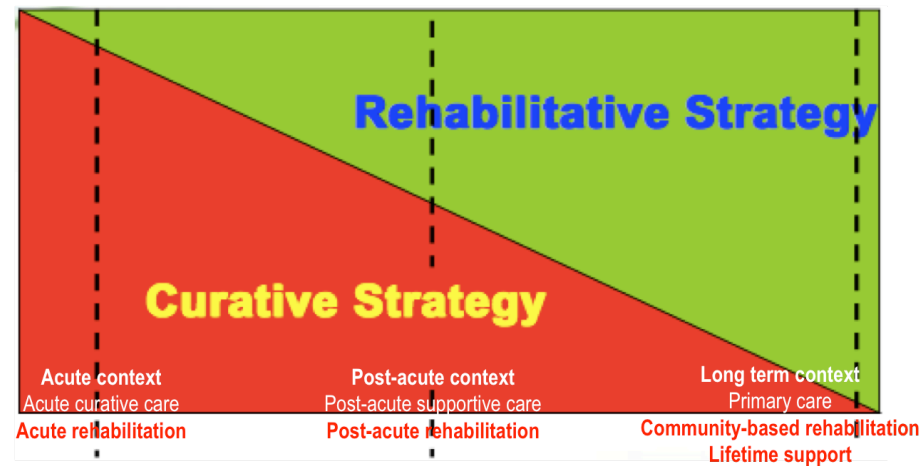 Rehabilitative Strategy
Curative Strategy
Acute context
Acute curative care
Acute rehabilitation
Post-acute context
Post-acute supportive care
Post-acute rehabilitation
Long term context
Primary care
Community-based rehabilitation
Lifetime support